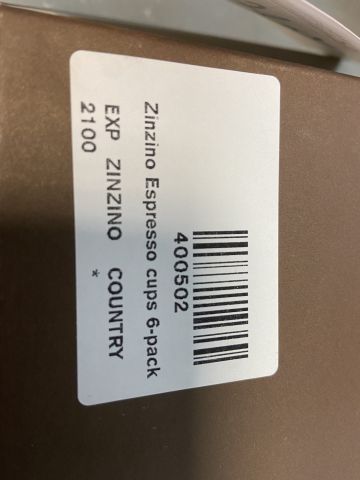 400502
Zinzino Espresso cups 6-pack
EXP ZINZINO COUNTRY
2100 *